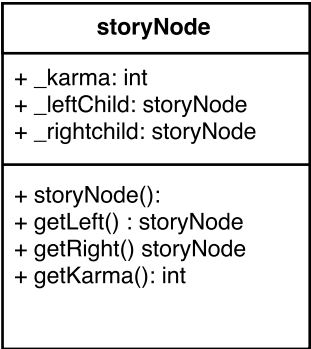 storyNode
+ _karma: int
+ _leftChild: storyNode
+ _rightchild: storyNode
+ storyNode():
+ getLeft() : storyNode
+ getRight() storyNode
+ getKarma(): int